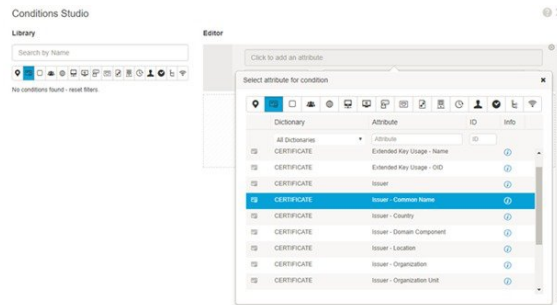 Conditions Studio
Library
Editor
Search by Name
Click to add an attribute
No conditions found - reset filters.
Select attribute for condition
Dictionary Attribute ID Info
All Dictionaries Attribute ID
CERTIFICATE Extended Key Usage - Name
CERTIFICATE Extended Key Usage - OID
CERTIFICATE Issuer
CERTIFICATE Issuer - Common Name
CERTIFICATE Issuer - Country
CERTIFICATE Issuer - Domain Component
CERTIFICATE Issuer - Location
CERTIFICATE Issuer - Organization
CERTIFICATE Issuer - Organization Unit